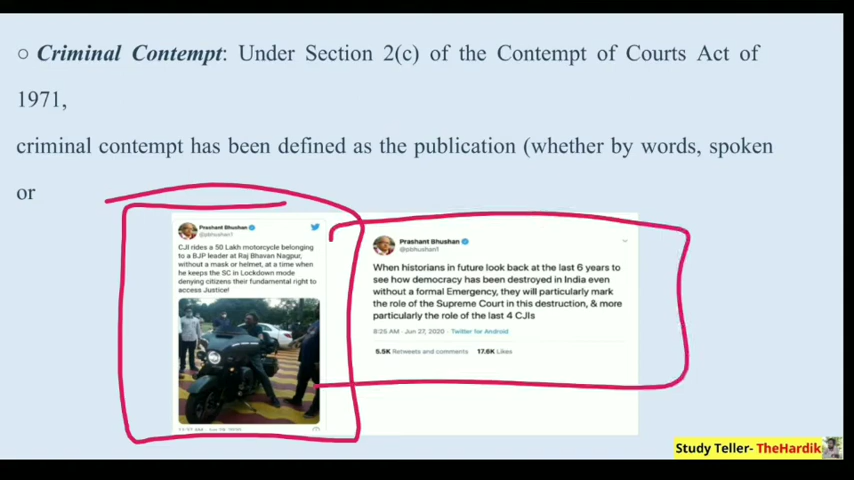 ○ Criminal Contempt: Under Section 2(c) of the Contempt of Courts Act of
1971,
criminal contempt has been defined as the publication (whether by words, spoken
or
Prashant Bhushan
@pbhushan1
CJI rides a 50 Lakh motorcycle belonging
to a BJP leader at Raj Bhavan Nagpur,
without a mask or helmet, at a time when
he keeps the SC in Lockdown mode
denying citizens their fundamental right to
access Justice!
Prashant Bhushan
@pbhushan1
When historians in future look back at the last 6 years to
see how democracy has been destroyed in India even
without a formal Emergency, they will particularly mark
the role of the Supreme Court in this destruction, & more
particularly the role of the last 4 CJIs
8:26 AM · Jun 27, 2020 · Twitter for Android
5.5K Retweets and comments 17.6K Likes
Study Teller- TheHardik